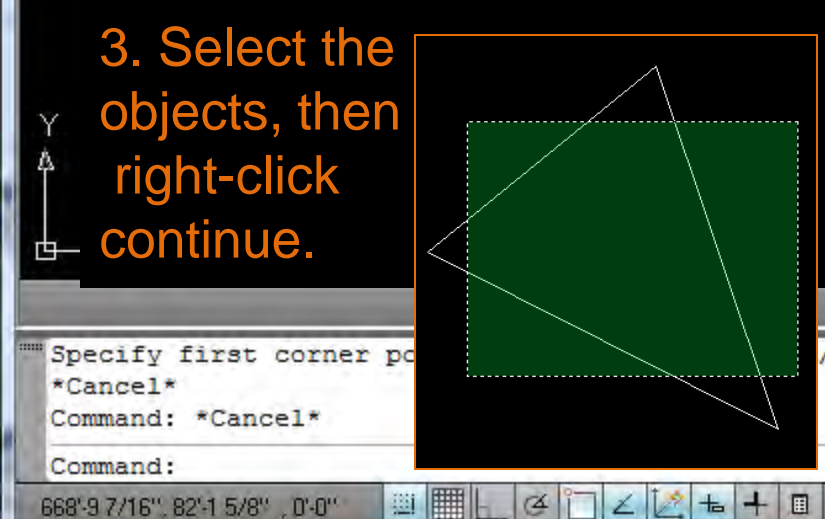 3. Select the
objects, then
right-click
continue.
Y
Specify first corner
*Cancel*
Command: *Cancel*
Command:
668'-9 7/16", 82'-1 5/8" , 0'-0"